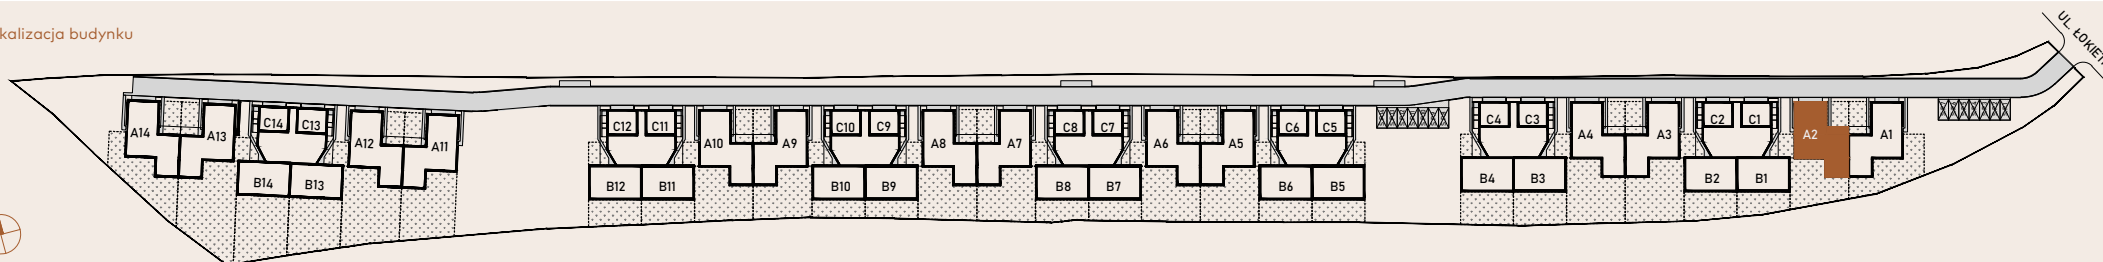 kalizacja budynku
UL. ŁOKIET
A14
A13
C14
C13
A12
A11
B14
B13
C12
C11
A10
A9
C10
C9
A8
A7
C8
C7
A6
A5
C6
C5
B12
B11
B10
B9
B8
B7
B6
B5
C4
C3
A4
A3
C2
C1
A2
A1
B4
B3
B2
B1